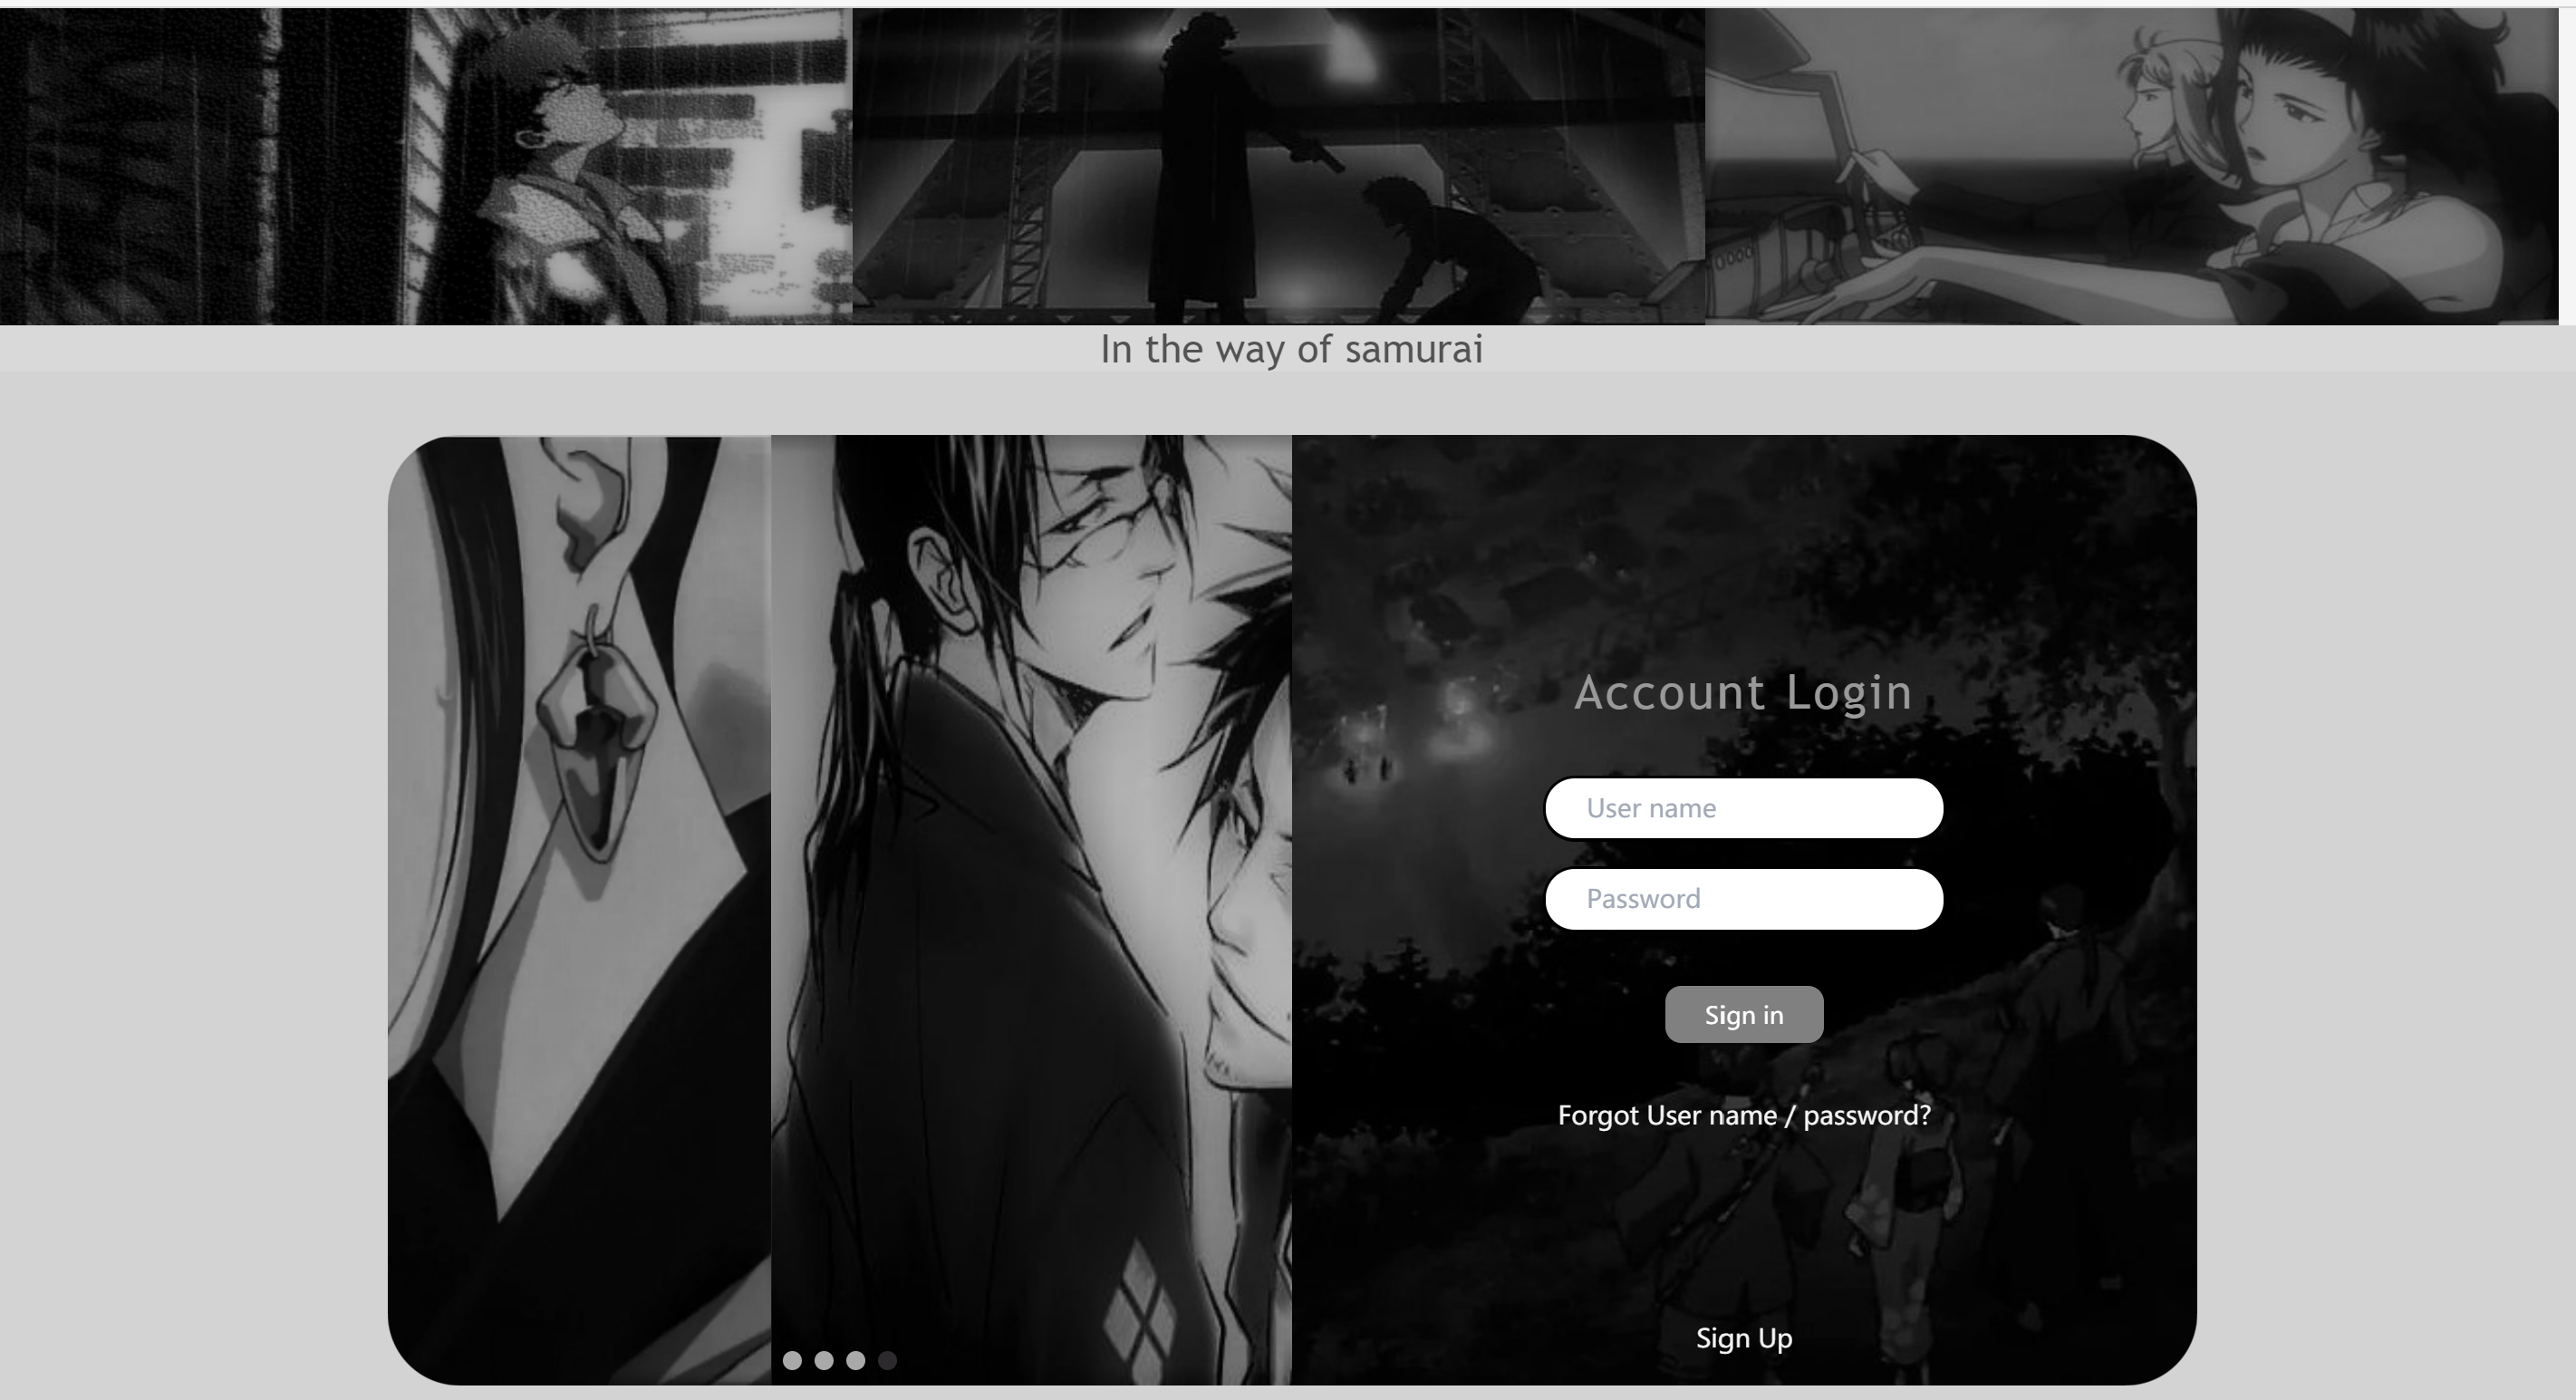 In the way of samurai
Account Login
User name
Password
Sign in
Forgot User name / password?
Sign Up